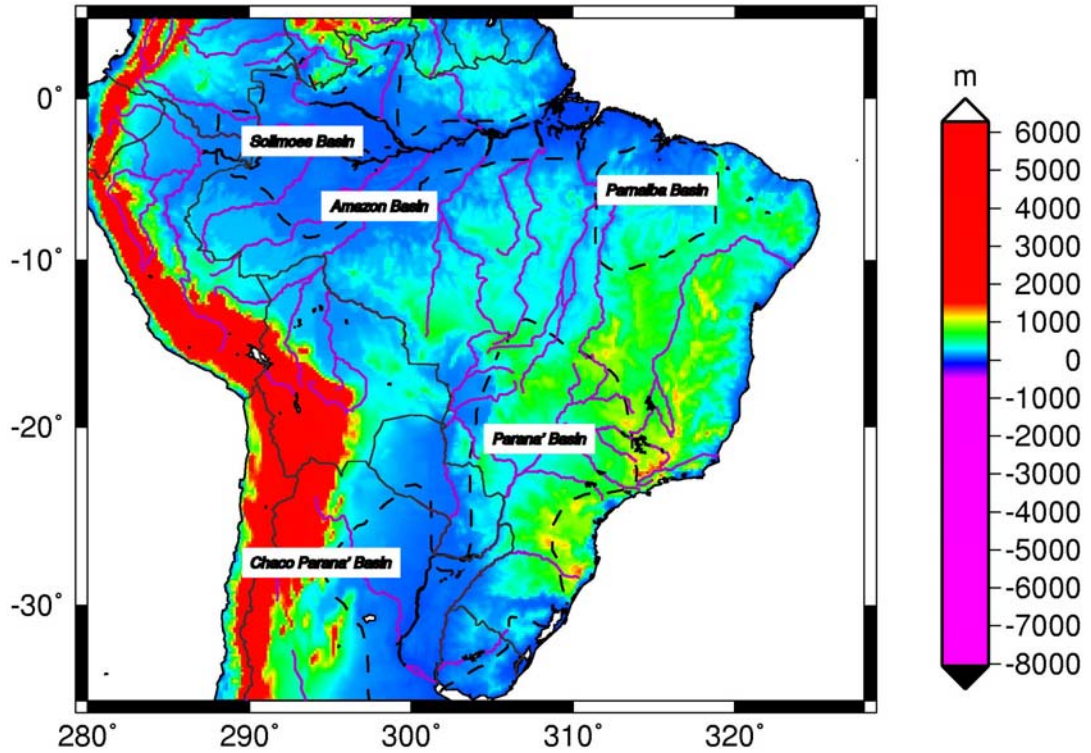 m
6000
5000
4000
3000
2000
1000
0
-1000
-2000
-3000
-4000
-5000
-6000
-7000
-8000
0°
-10°
-20°
-30°
Solimoes Basin
Amazon Basin
Parnaiba Basin
Parana' Basin
Chaco Parana' Basin
280° 290° 300° 310° 320°